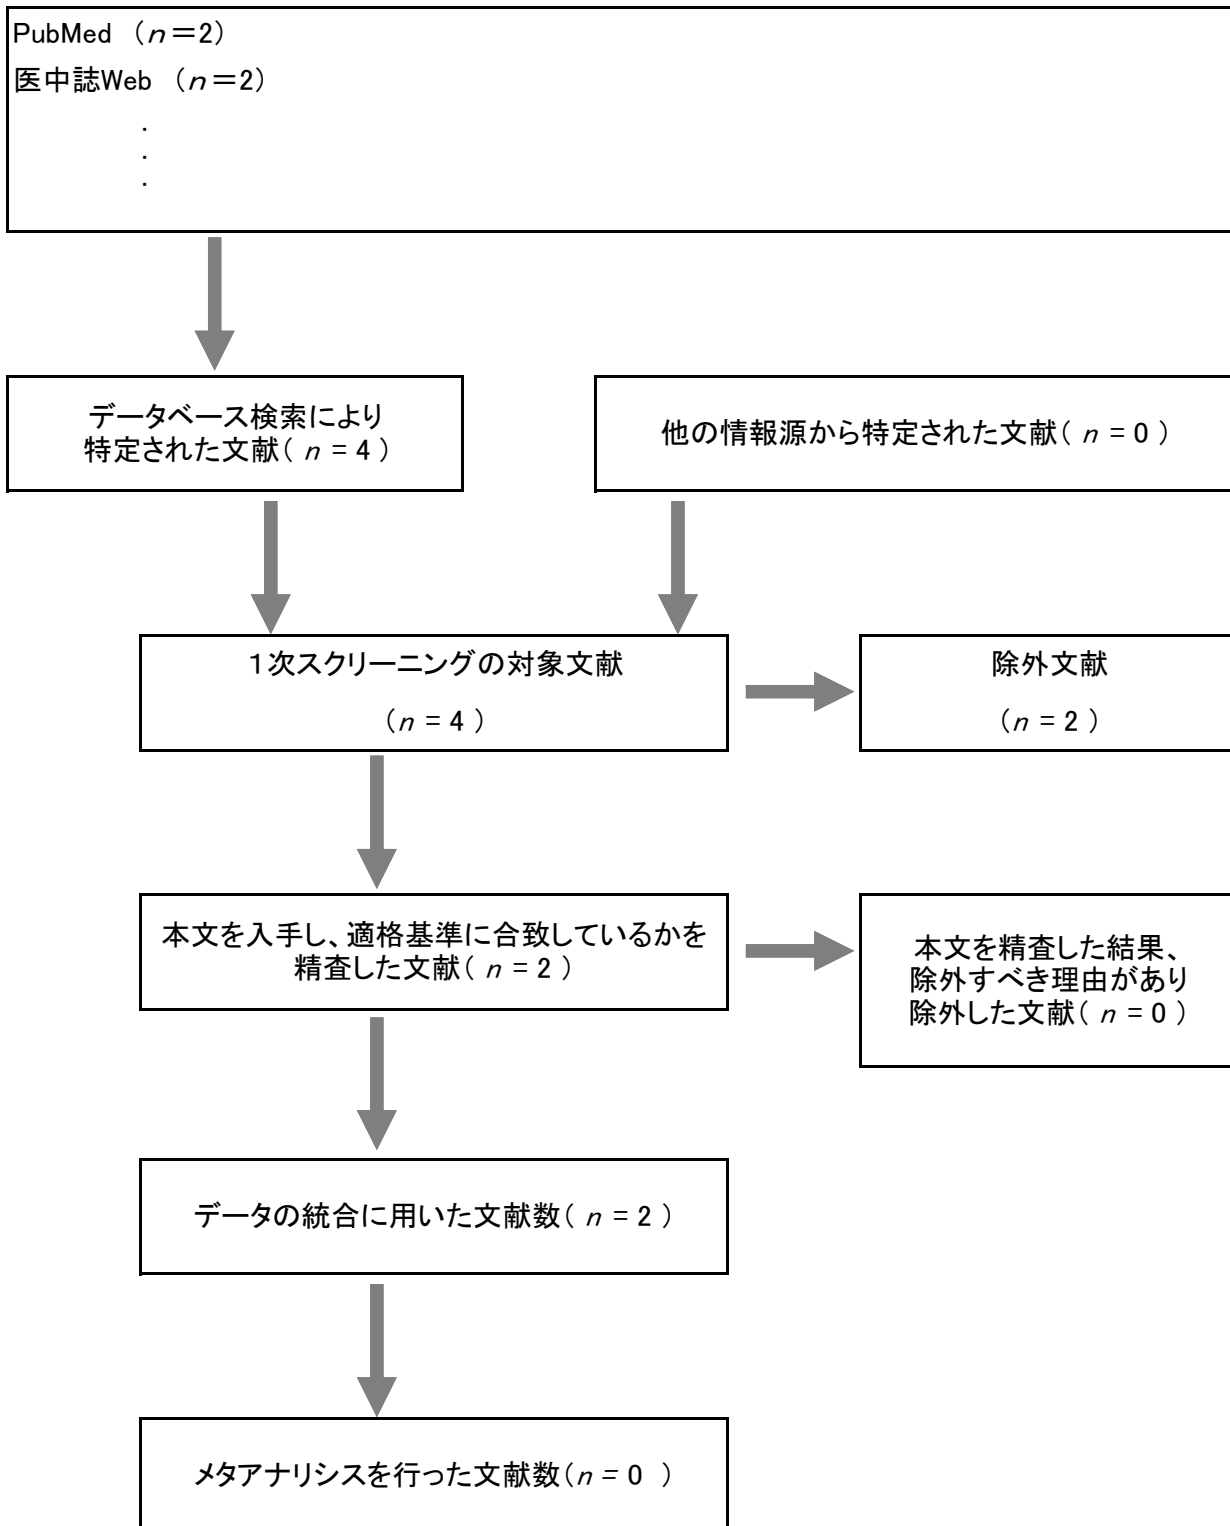 PubMed （n＝2）
医中誌Web （n＝2）
.
.
.
データベース検索により
特定された文献（ n = 4 ）
他の情報源から特定された文献（ n = 0 ）
１次スクリーニングの対象文献
（n = 4 ）
除外文献
（n = 2 ）
本文を入手し、適格基準に合致しているかを
精査した文献（ n = 2 ）
本文を精査した結果、
除外すべき理由があり
除外した文献（ n = 0 ）
データの統合に用いた文献数（ n = 2 ）
メタアナリシスを行った文献数（n = 0 ）